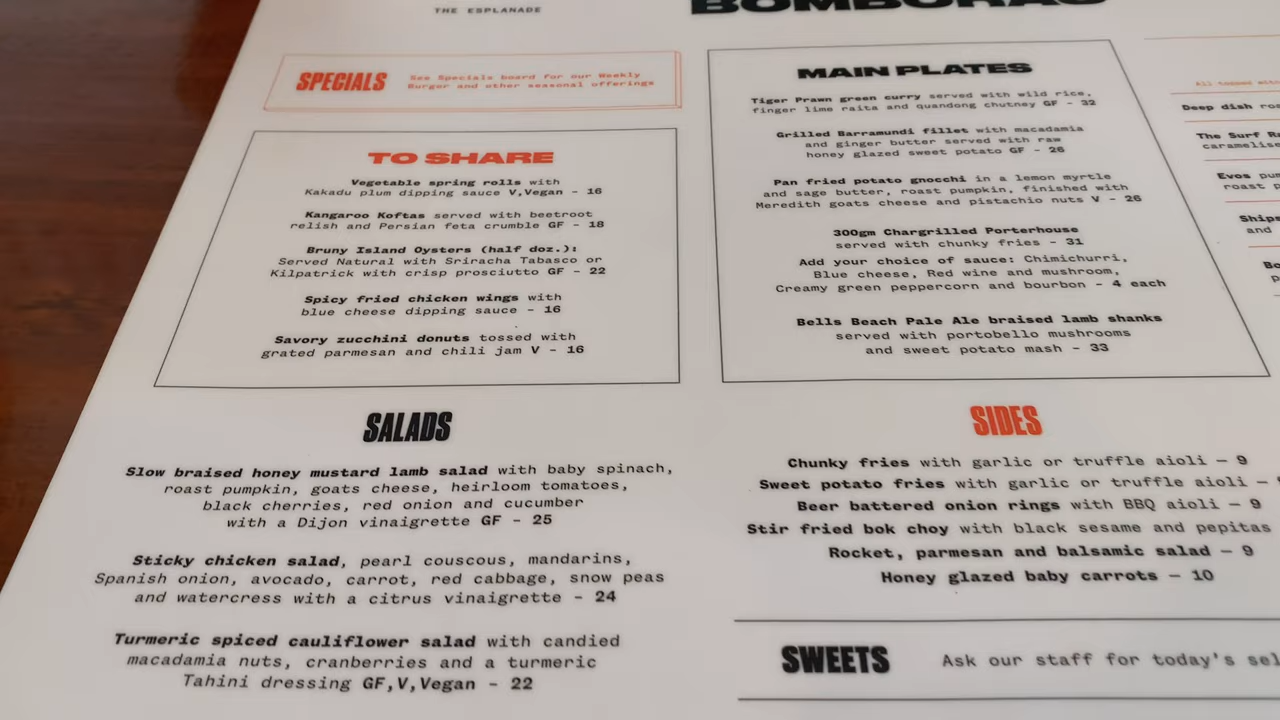 THE ESPLANADE
BOMBORAS
SPECIALS
See Specials board for our Weekly
Burger and other seasonal offerings
TO SHARE
Vegetable spring rolls with
Kakadu plum dipping sauce V,Vegan – 16
Kangaroo Koftas served with beetroot
relish and Persian feta crumble GF – 18
Bruny Island Oysters (half doz.):
Served Natural with Sriracha Tabasco or
Kilpatrick with crisp prosciutto GF – 22
Spicy fried chicken wings with
blue cheese dipping sauce – 16
Savory zucchini donuts tossed with
grated parmesan and chili jam V – 16
SALADS
Slow braised honey mustard lamb salad with baby spinach,
roast pumpkin, goats cheese, heirloom tomatoes,
black cherries, red onion and cucumber
with a Dijon vinaigrette GF – 25
Sticky chicken salad, pearl couscous, mandarins,
Spanish onion, avocado, carrot, red cabbage, snow peas
and watercress with a citrus vinaigrette – 24
Turmeric spiced cauliflower salad with candied
macadamia nuts, cranberries and a turmeric
Tahini dressing GF,V,Vegan – 22
MAIN PLATES
Tiger Prawn green curry served with wild rice,
finger lime raita and quandong chutney GF – 32
Grilled Barramundi fillet with macadamia
and ginger butter served with raw
honey glazed sweet potato GF – 26
Pan fried potato gnocchi in a lemon myrtle
and sage butter, roast pumpkin, finished with
Meredith goats cheese and pistachio nuts V – 26
300gm Chargrilled Porterhouse
served with chunky fries – 31
Add your choice of sauce: Chimichurri,
Blue cheese, Red wine and mushroom,
Creamy green peppercorn and bourbon – 4 each
Bells Beach Pale Ale braised lamb shanks
served with portobello mushrooms
and sweet potato mash – 33
SIDES
Chunky fries with garlic or truffle aioli – 9
Sweet potato fries with garlic or truffle aioli –
Beer battered onion rings with BBQ aioli – 9
Stir fried bok choy with black sesame and pepitas
Rocket, parmesan and balsamic salad – 9
Honey glazed baby carrots – 10
SWEETS
Ask our staff for today's sel
Deep dish
The Surf
caramelise
Evos
roast
Ships
and